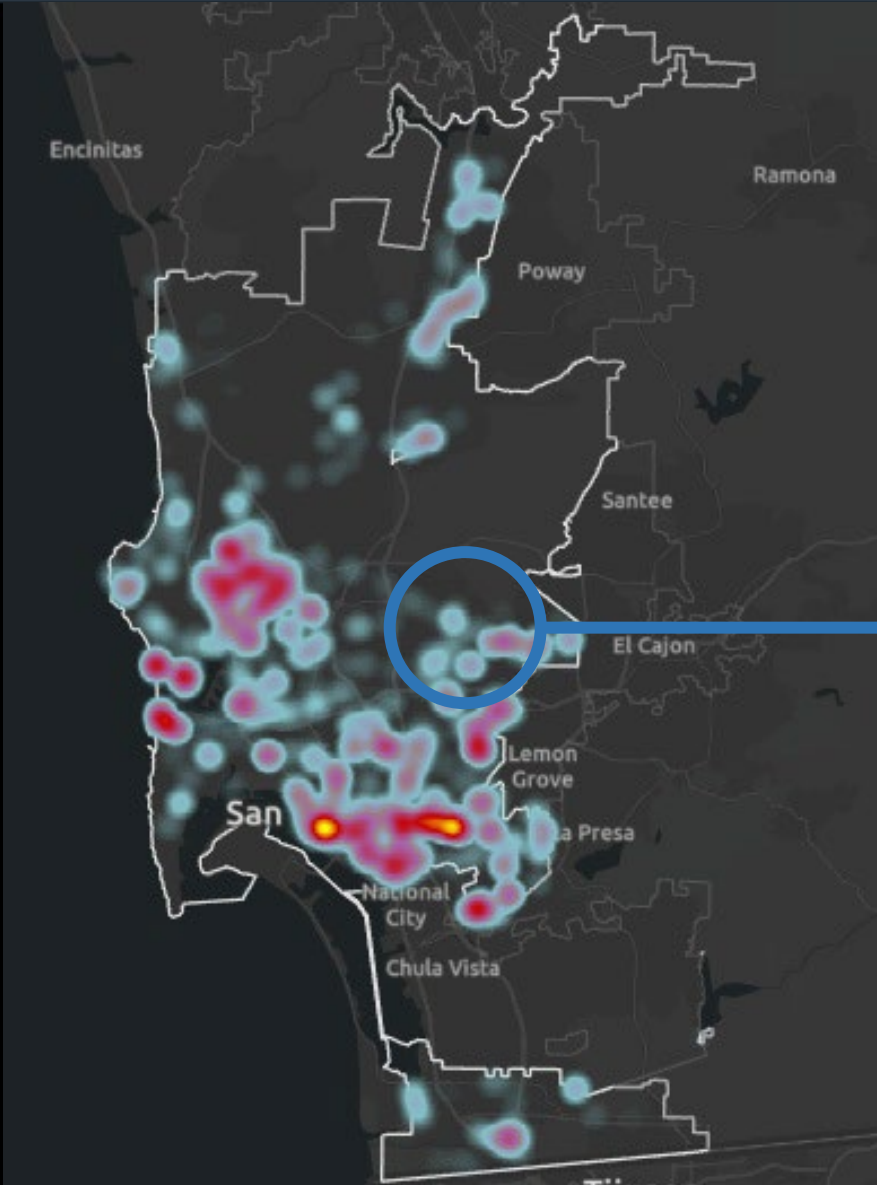 Encinitas
Ramona
Poway
Santee
El Cajon
Lemon
Grove
San
a Presa
National
City
Chula Vista